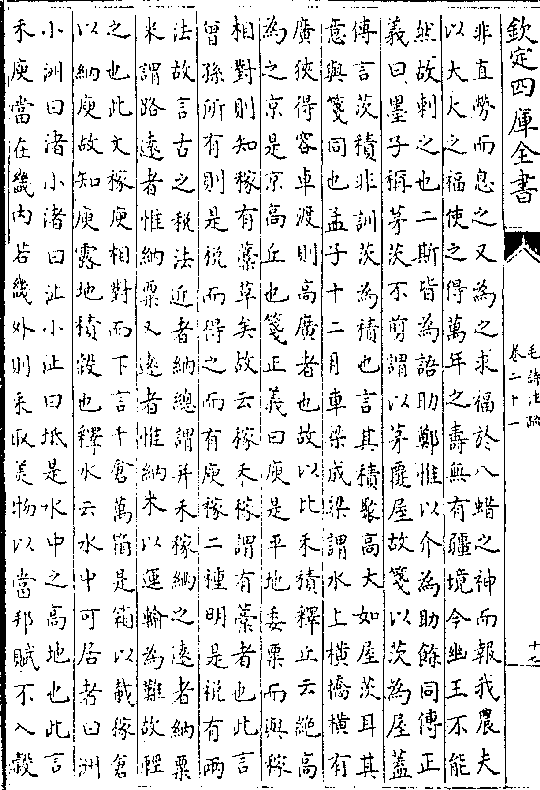 欽定四庫全書
毛詩注疏
卷二十一
非直勞而息之又為之求福於八蜡之神而報我農夫
以大大之福使之得萬年之壽無有疆境今幽王不能
然故刺之也二斯皆為語助鄭惟以介為助餘同傳正
義曰墨子稱茅茨不剪謂以茅覆屋故箋以茨為屋蓋
傳言茨積非訓茨為積也言其積聚高大如屋茨耳其
意與箋同也孟子十二月車梁成梁謂水上橫橋橫有
廣狹得容車渡則高廣者也故以比禾積釋丘云絶高
為之京是京高丘也箋正義曰庾是平地委粟而與稼
相對則知稼有藁草矣故云稼禾稼謂有藁者也此言
曾孫所有則是税而得之而有庾稼二種明是税有兩
法故言古之税法近者納緫謂并禾稼納之遠者納粟
米謂路遠者惟納粟又遠者惟納米以運輸為難故輕
之也此文稼庾相對而下言千倉萬箱是箱以載稼倉
以納庾故知庾露地積穀也釋水云水中可居者曰洲
小洲曰渚小渚曰沚小沚曰坻是水中之高地也此言
禾庾當在畿内若畿外則采取美物以當邦賦不入穀